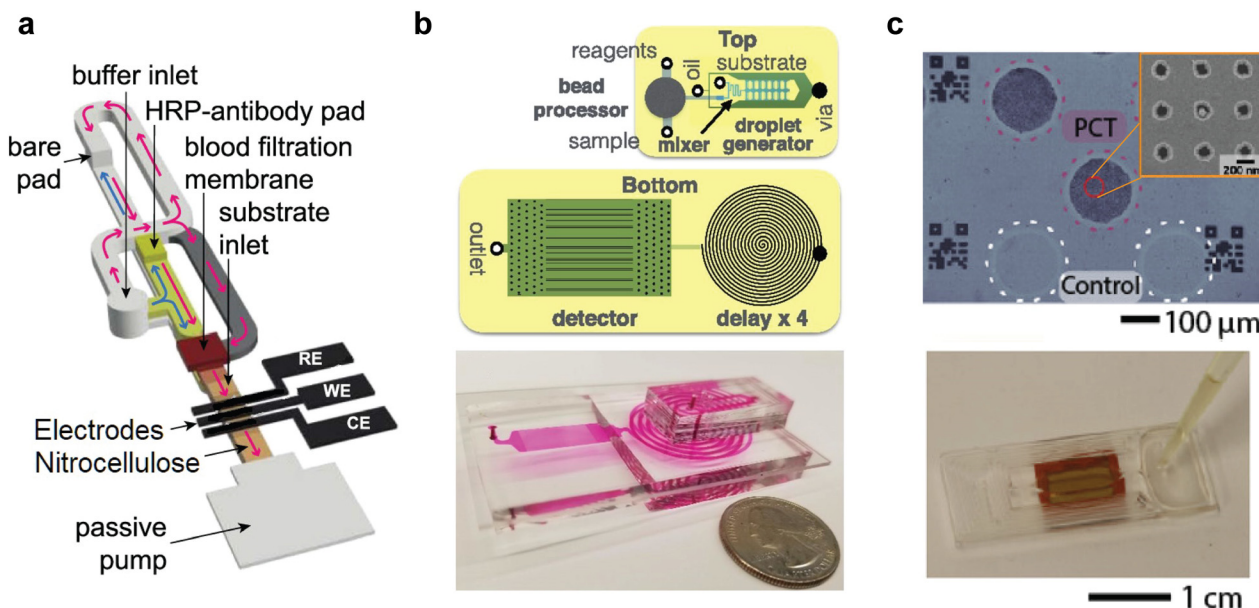 a
buffer inlet
HRP-antibody pad
bare
pad
blood filtration
membrane
substrate
inlet
RE
WE
CE
Electrodes
Nitrocellulose
passive
pump
b
Top
reagents
oil
substrate
bead
processor
via
sample
mixer
droplet
generator
Bottom
outlet
detector
delay x 4
c
PCT
200 nm
Control
100 µm
1 cm